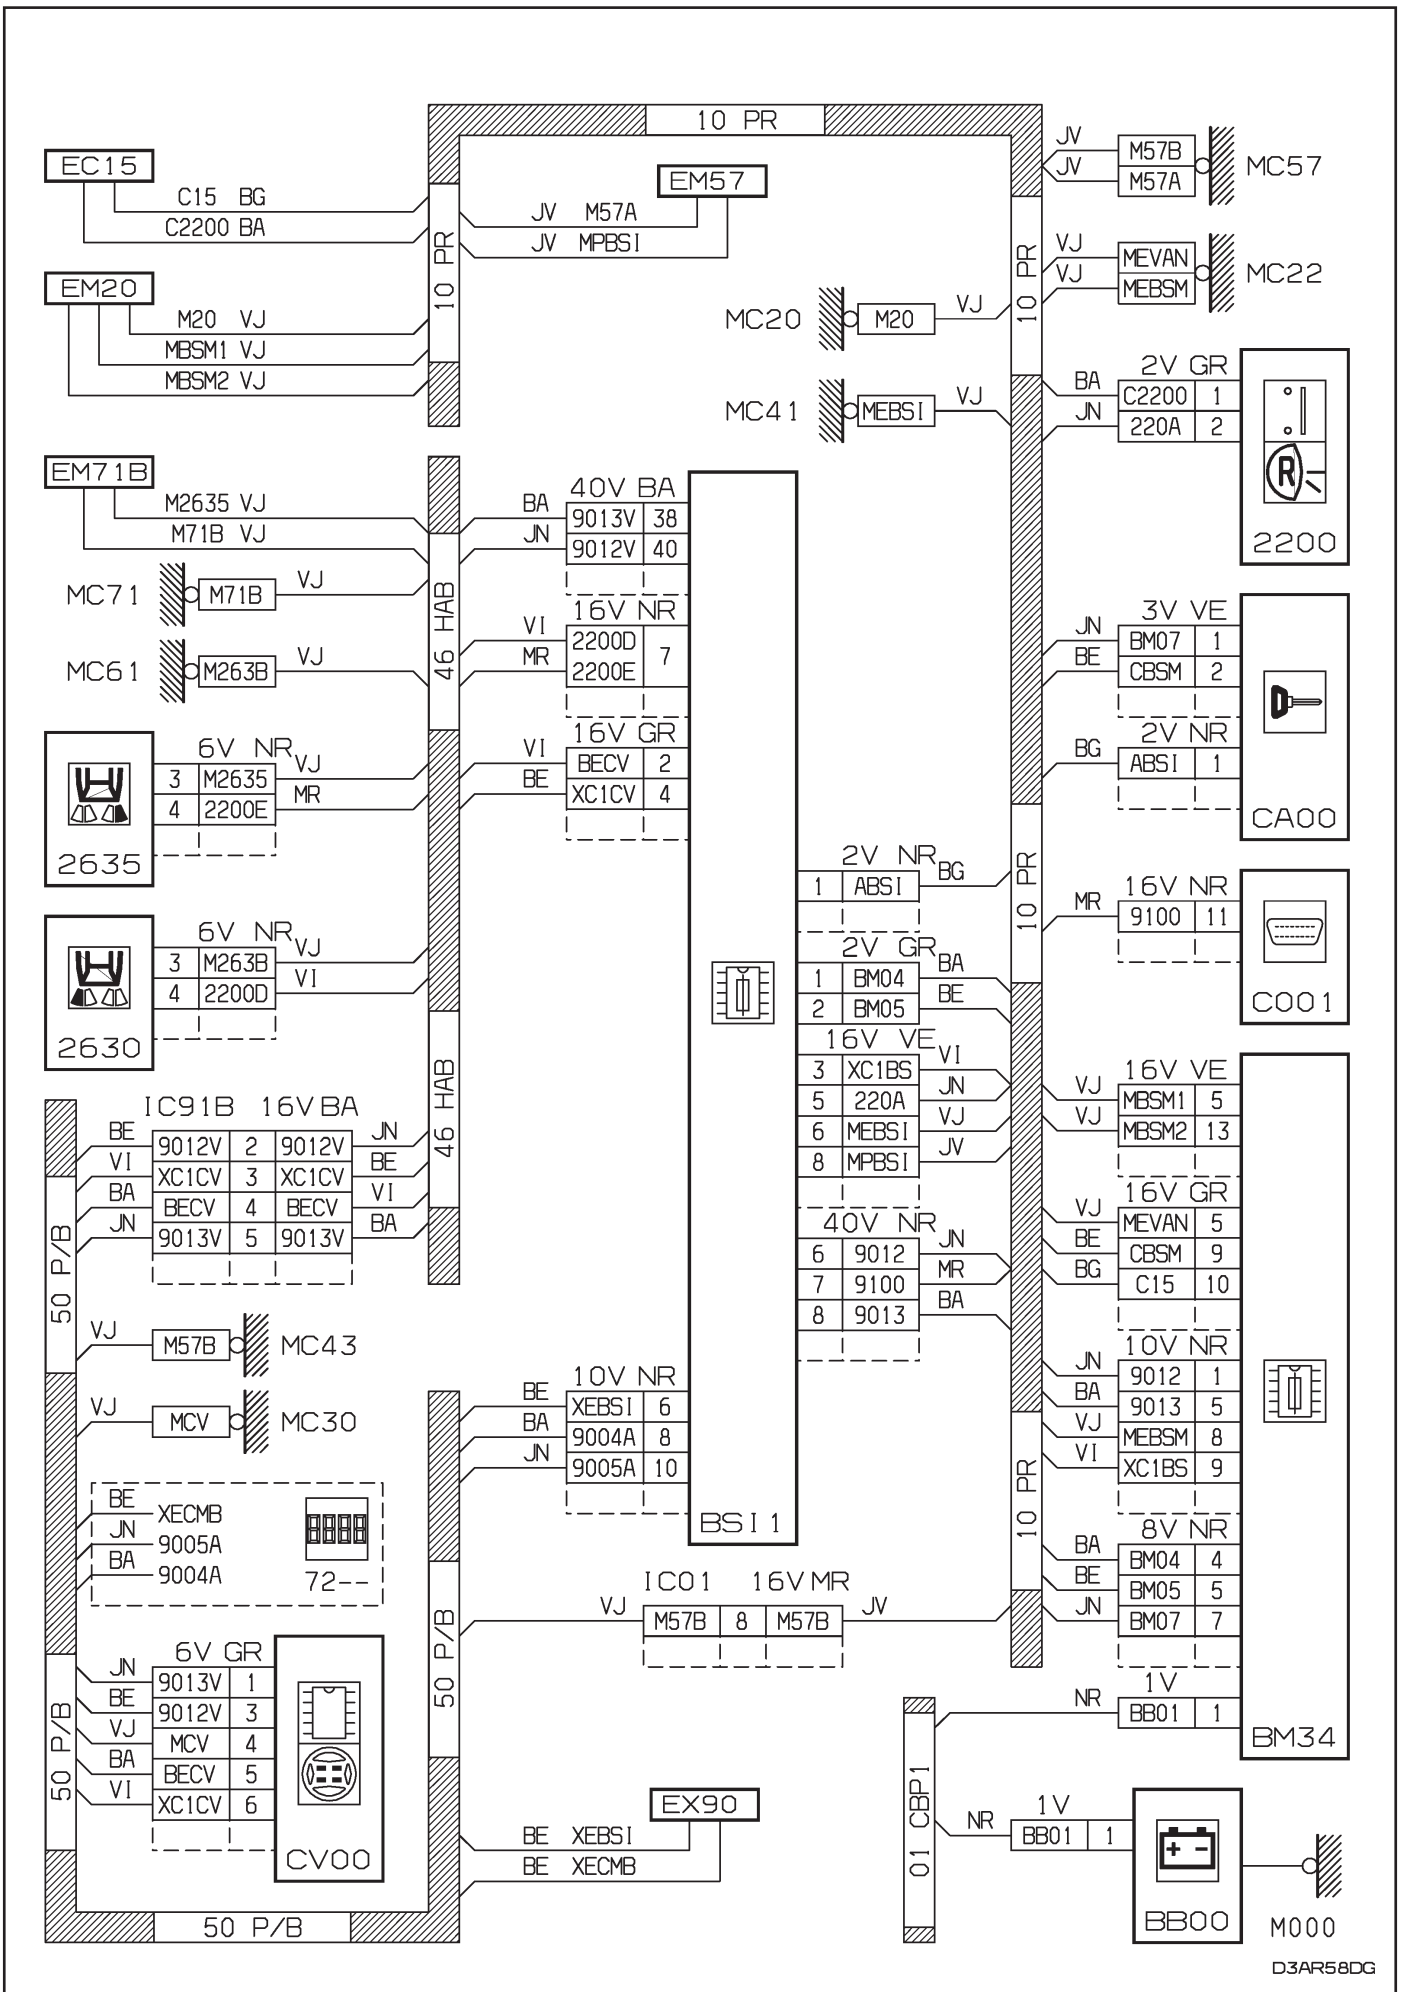 10 PR
EC15
C15 BG
C2200 BA
10 PR
EM20
M20 VJ
MBSM1 VJ
MBSM2 VJ
EM57
JV M57A
JV MPBSI
JV M57B
JV M57A
MC57
10 PR
VJ MEVAN
VJ MEBSM
MC22
MC20 M20 VJ
MC41 MEBSI VJ
2V GR
BA C2200 1
JN 220A 2
R
2200
EM71B
M2635 VJ
M71B VJ
MC71 M71B VJ
MC61 M263B VJ
46 HAB
40V BA
BA 9013V 38
JN 9012V 40
16V NR
VI 2200D
MR 2200E
7
16V GR
VI BECV 2
BE XC1CV 4
3V VE
JN BM07 1
BE CBSM 2
2V NR
BG ABSI 1
CA00
6V NR
3 M2635 VJ
4 2200E MR
2635
6V NR
3 M263B VJ
4 2200D VI
2630
2V NR
1 ABSI BG
10 PR
2V GR
1 BM04 BA
2 BM05 BE
16V VE
3 XC1BS VI
5 220A JN
6 MEBSI VJ
8 MPBSI JV
40V NR
6 9012 JN
7 9100 MR
8 9013 BA
16V NR
MR 9100 11
C001
46 HAB
IC91B 16V BA
BE 9012V 2 9012V JN
VI XC1CV 3 XC1CV BE
BA BECV 4 BECV VI
JN 9013V 5 9013V BA
50 P/B
VJ M57B MC43
VJ MCV MC30
16V VE
VJ MBSM1 5
VJ MBSM2 13
16V GR
VJ MEVAN 5
BE CBSM 9
BG C15 10
10V NR
JN 9012 1
BA 9013 5
VJ MEBSM 8
VI XC1BS 9
8V NR
BA BM04 4
BE BM05 5
JN BM07 7
1V
NR BB01 1
BM34
10 PR
10V NR
BE XEBSI 6
BA 9004A 8
JN 9005A 10
BSI1
BE XECMB
JN 9005A
BA 9004A
72--
IC01 16V MR
VJ M57B 8 M57B JV
50 P/B
50 P/B
6V GR
JN 9013V 1
BE 9012V 3
VJ MCV 4
BA BECV 5
VI XC1CV 6
CV00
EX90
BE XEBSI
BE XECMB
50 P/B
01 CBP1
1V
NR BB01 1
+ -
BB00
M000
D3AR58DG